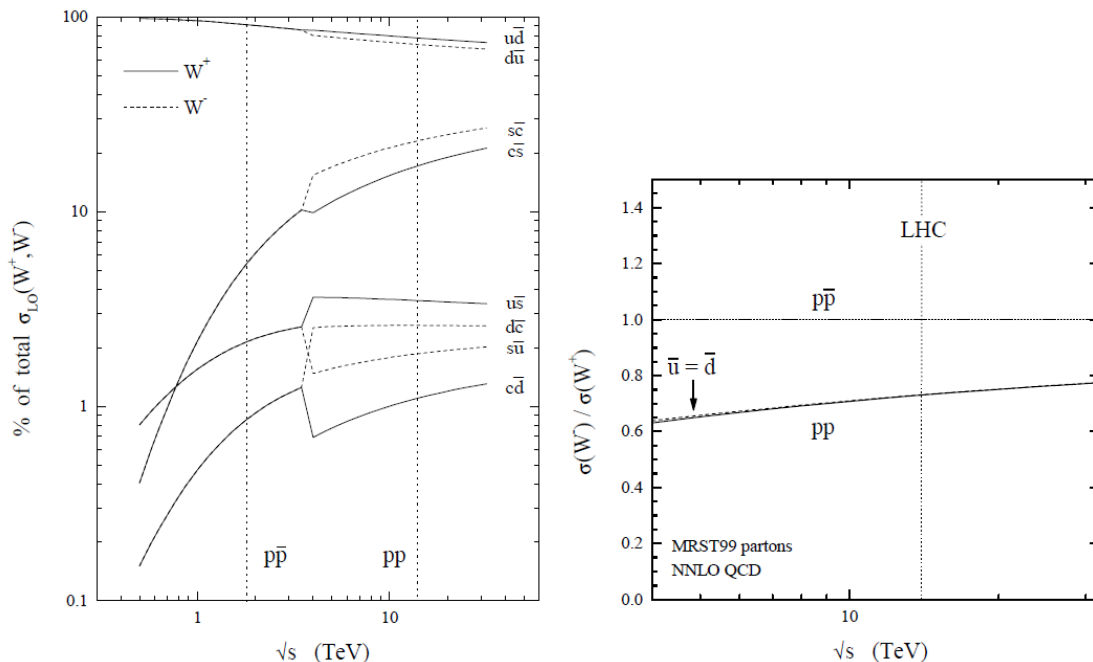 % of total σ_LO(W⁺,W⁻)
100
10
1
0.1
W⁺
W⁻
ud̄
dū
sc̄
cs̄
us̄
dc̄
sū
cd̄
pp̄
pp
1
10
√s (TeV)
σ(W⁻) / σ(W⁺)
1.4
1.2
1.0
0.8
0.6
0.4
0.2
0.0
LHC
pp̄
ū = d̄
pp
MRST99 partons
NNLO QCD
10
√s (TeV)